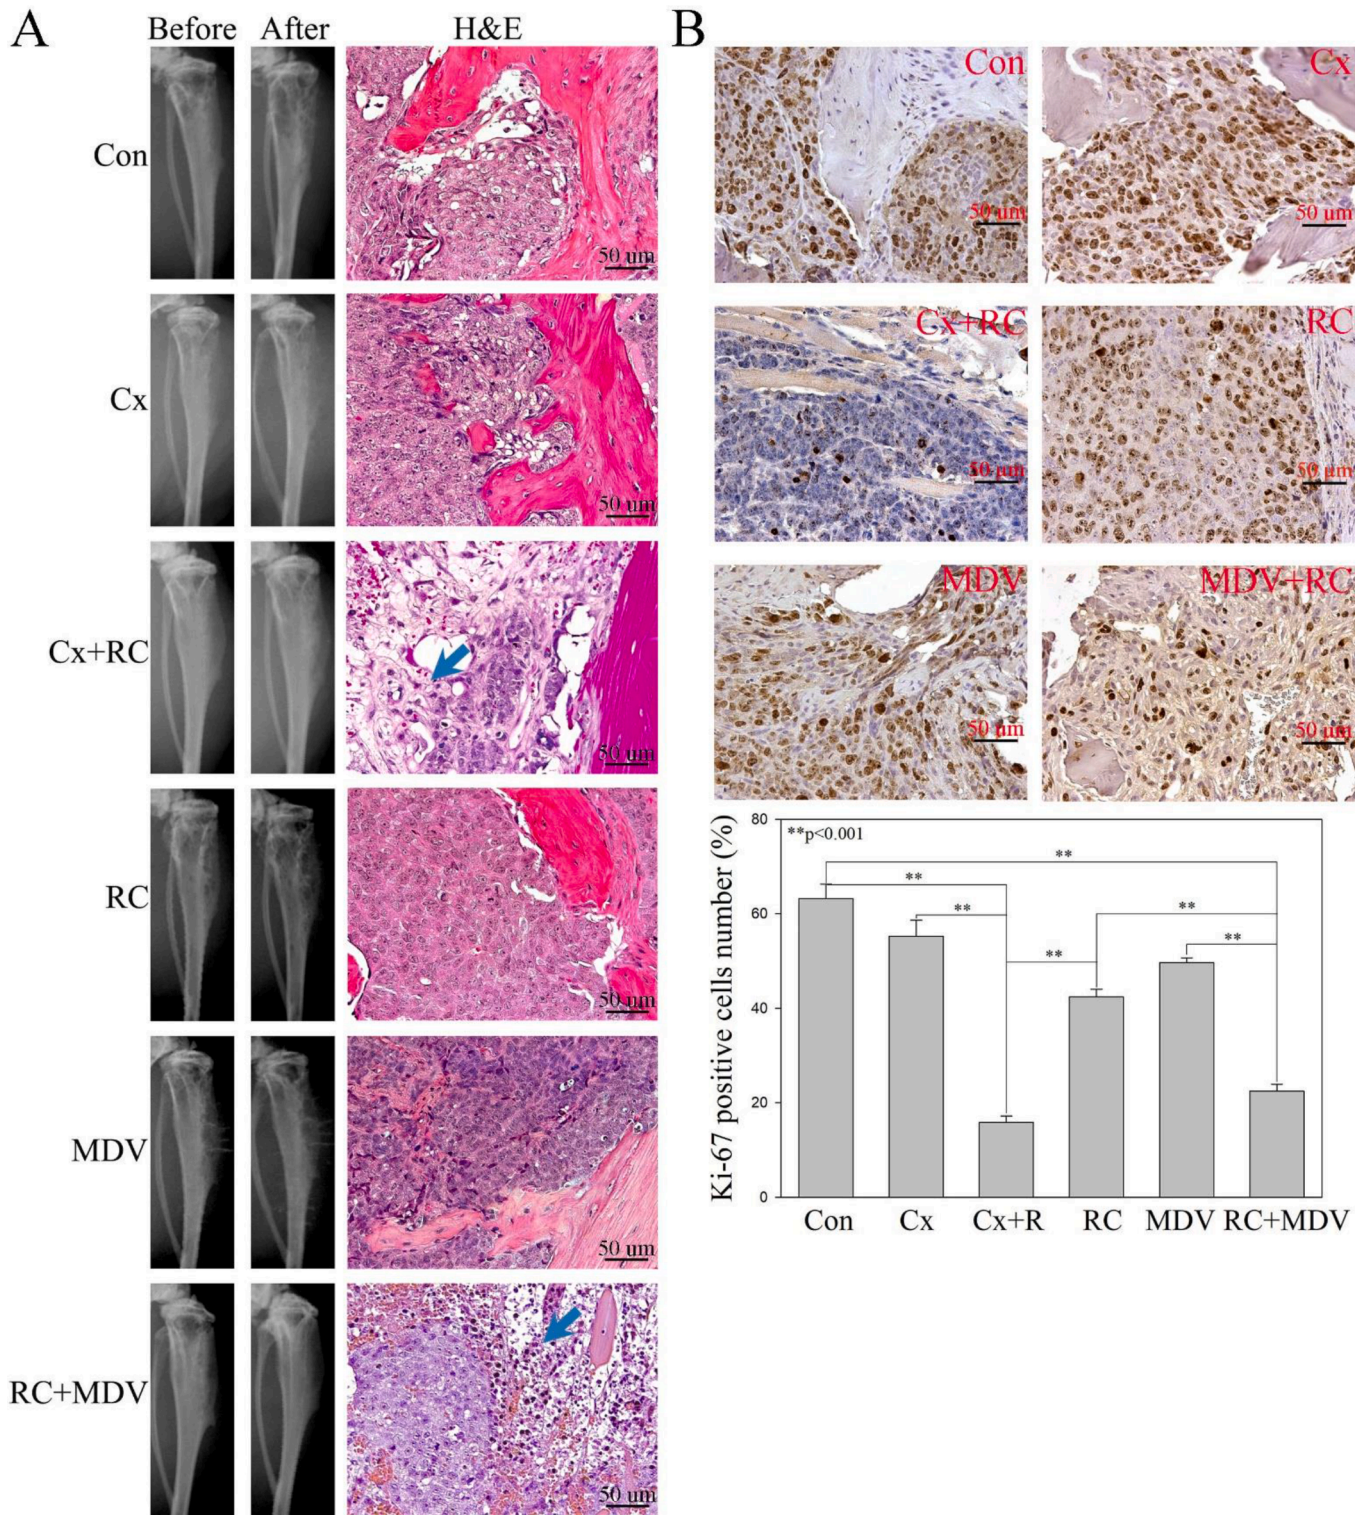 A
Before After H&E
Con
50 um
Cx
50 um
Cx+RC
50 um
RC
50 um
MDV
50 um
RC+MDV
50 um
B
Con
50 um
Cx
50 um
Cx+RC
50 um
RC
50 um
MDV
50 um
MDV+RC
50 um
Ki-67 positive cells number (%)
80
60
40
20
0
**p<0.001
**
**
**
**
**
**
Con Cx Cx+R RC MDV RC+MDV